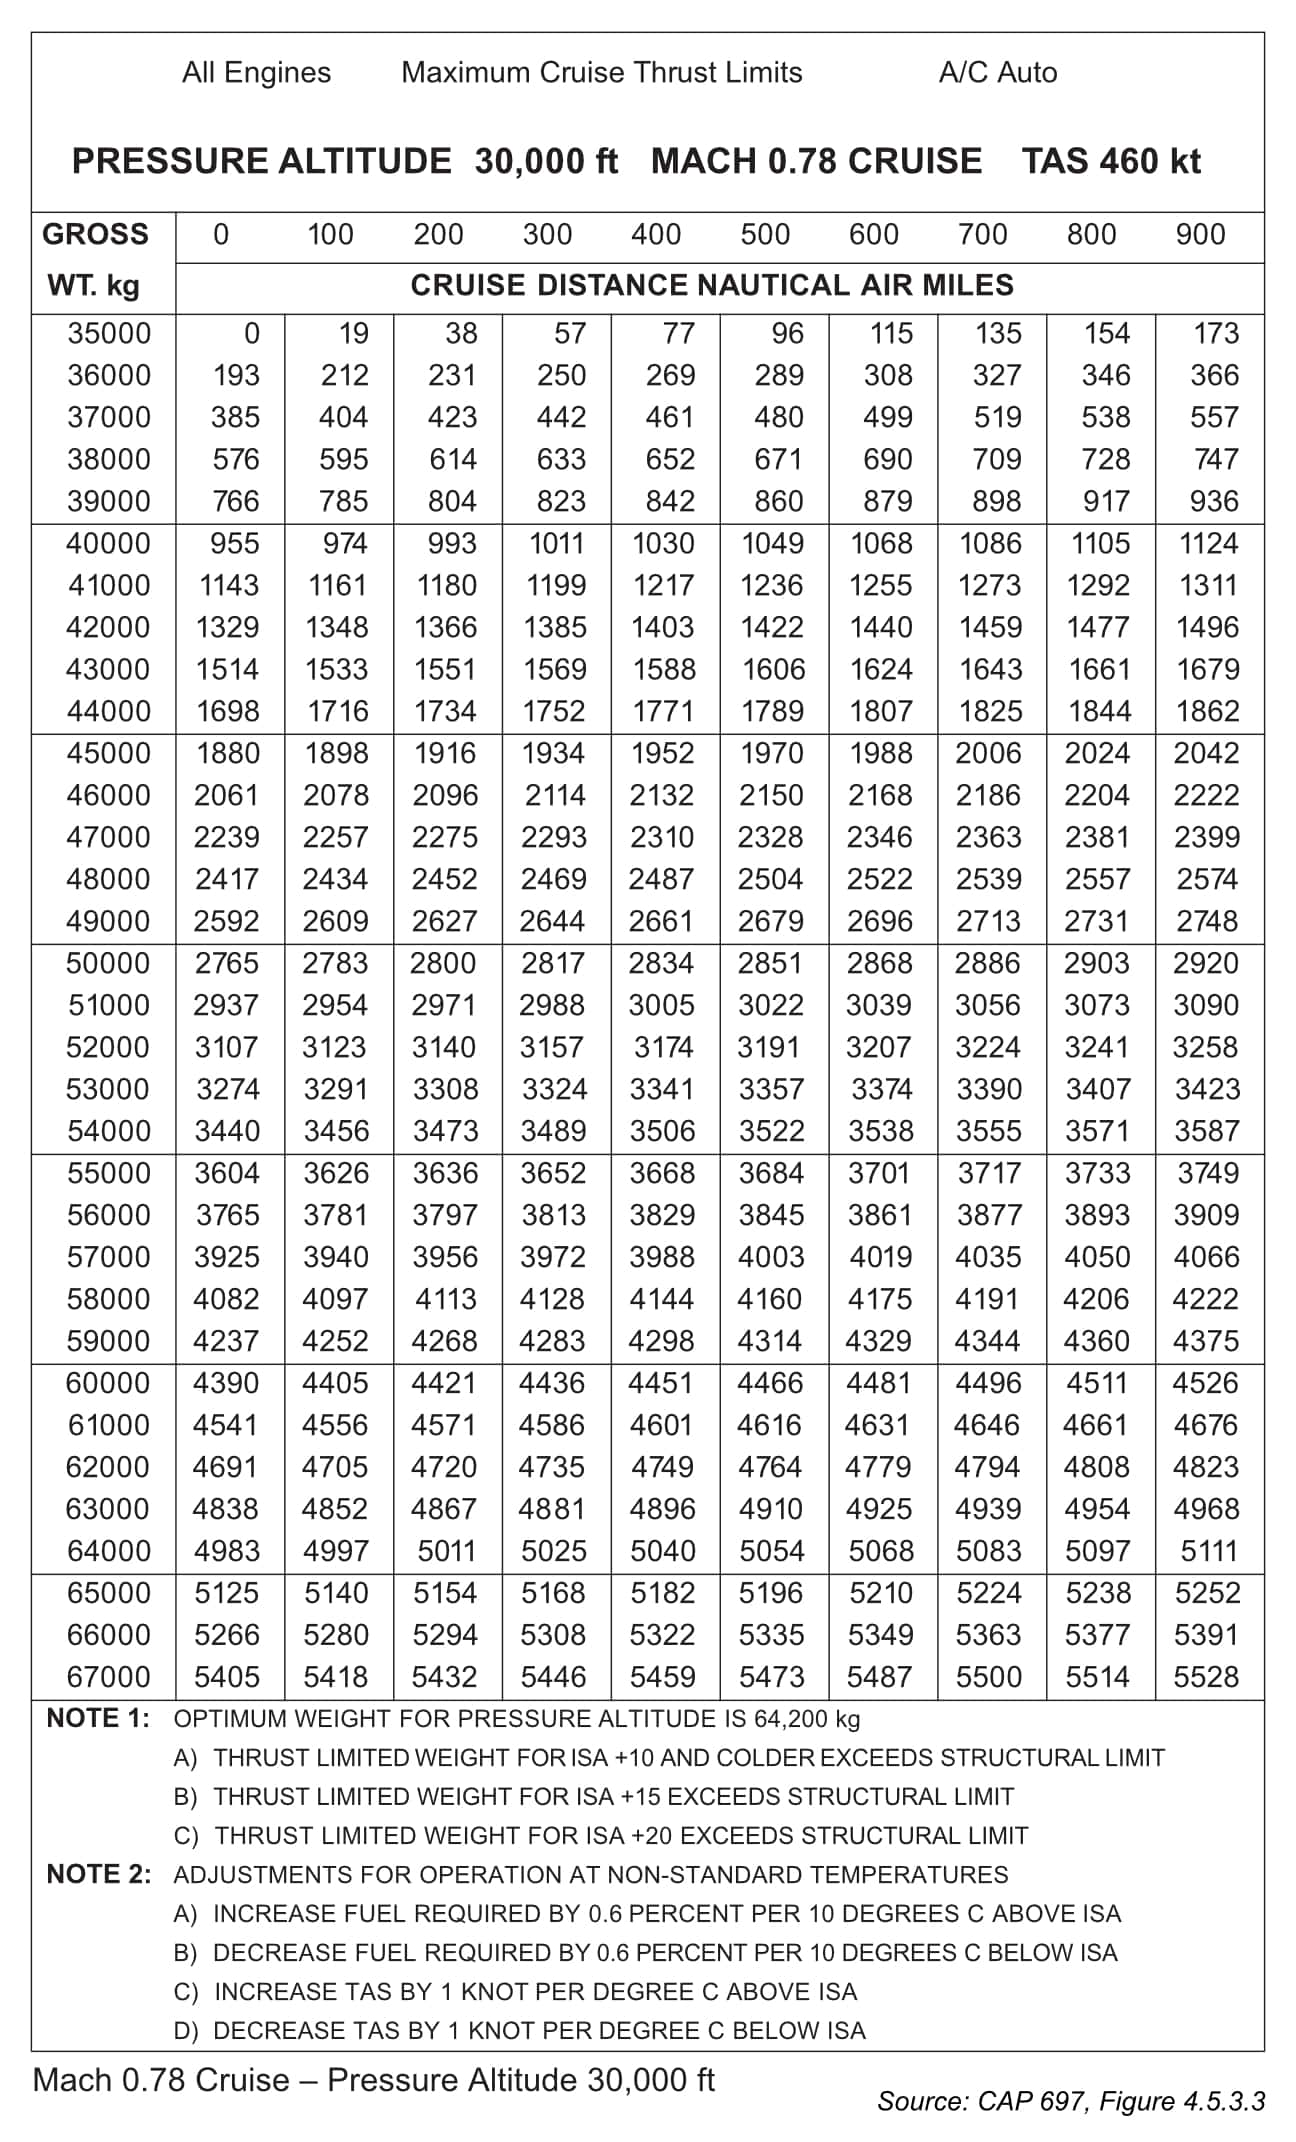 All Engines Maximum Cruise Thrust Limits A/C Auto
PRESSURE ALTITUDE 30,000 ft MACH 0.78 CRUISE TAS 460 kt
GROSS 0 100 200 300 400 500 600 700 800 900
WT. kg CRUISE DISTANCE NAUTICAL AIR MILES
35000 0 19 38 57 77 96 115 135 154 173
36000 193 212 231 250 269 289 308 327 346 366
37000 385 404 423 442 461 480 499 519 538 557
38000 576 595 614 633 652 671 690 709 728 747
39000 766 785 804 823 842 860 879 898 917 936
40000 955 974 993 1011 1030 1049 1068 1086 1105 1124
41000 1143 1161 1180 1199 1217 1236 1255 1273 1292 1311
42000 1329 1348 1366 1385 1403 1422 1440 1459 1477 1496
43000 1514 1533 1551 1569 1588 1606 1624 1643 1661 1679
44000 1698 1716 1734 1752 1771 1789 1807 1825 1844 1862
45000 1880 1898 1916 1934 1952 1970 1988 2006 2024 2042
46000 2061 2078 2096 2114 2132 2150 2168 2186 2204 2222
47000 2239 2257 2275 2293 2310 2328 2346 2363 2381 2399
48000 2417 2434 2452 2469 2487 2504 2522 2539 2557 2574
49000 2592 2609 2627 2644 2661 2679 2696 2713 2731 2748
50000 2765 2783 2800 2817 2834 2851 2868 2886 2903 2920
51000 2937 2954 2971 2988 3005 3022 3039 3056 3073 3090
52000 3107 3123 3140 3157 3174 3191 3207 3224 3241 3258
53000 3274 3291 3308 3324 3341 3357 3374 3390 3407 3423
54000 3440 3456 3473 3489 3506 3522 3538 3555 3571 3587
55000 3604 3626 3636 3652 3668 3684 3701 3717 3733 3749
56000 3765 3781 3797 3813 3829 3845 3861 3877 3893 3909
57000 3925 3940 3956 3972 3988 4003 4019 4035 4050 4066
58000 4082 4097 4113 4128 4144 4160 4175 4191 4206 4222
59000 4237 4252 4268 4283 4298 4314 4329 4344 4360 4375
60000 4390 4405 4421 4436 4451 4466 4481 4496 4511 4526
61000 4541 4556 4571 4586 4601 4616 4631 4646 4661 4676
62000 4691 4705 4720 4735 4749 4764 4779 4794 4808 4823
63000 4838 4852 4867 4881 4896 4910 4925 4939 4954 4968
64000 4983 4997 5011 5025 5040 5054 5068 5083 5097 5111
65000 5125 5140 5154 5168 5182 5196 5210 5224 5238 5252
66000 5266 5280 5294 5308 5322 5335 5349 5363 5377 5391
67000 5405 5418 5432 5446 5459 5473 5487 5500 5514 5528
NOTE 1: OPTIMUM WEIGHT FOR PRESSURE ALTITUDE IS 64,200 kg
A) THRUST LIMITED WEIGHT FOR ISA +10 AND COLDER EXCEEDS STRUCTURAL LIMIT
B) THRUST LIMITED WEIGHT FOR ISA +15 EXCEEDS STRUCTURAL LIMIT
C) THRUST LIMITED WEIGHT FOR ISA +20 EXCEEDS STRUCTURAL LIMIT
NOTE 2: ADJUSTMENTS FOR OPERATION AT NON-STANDARD TEMPERATURES
A) INCREASE FUEL REQUIRED BY 0.6 PERCENT PER 10 DEGREES C ABOVE ISA
B) DECREASE FUEL REQUIRED BY 0.6 PERCENT PER 10 DEGREES C BELOW ISA
C) INCREASE TAS BY 1 KNOT PER DEGREE C ABOVE ISA
D) DECREASE TAS BY 1 KNOT PER DEGREE C BELOW ISA
Mach 0.78 Cruise – Pressure Altitude 30,000 ft
Source: CAP 697, Figure 4.5.3.3